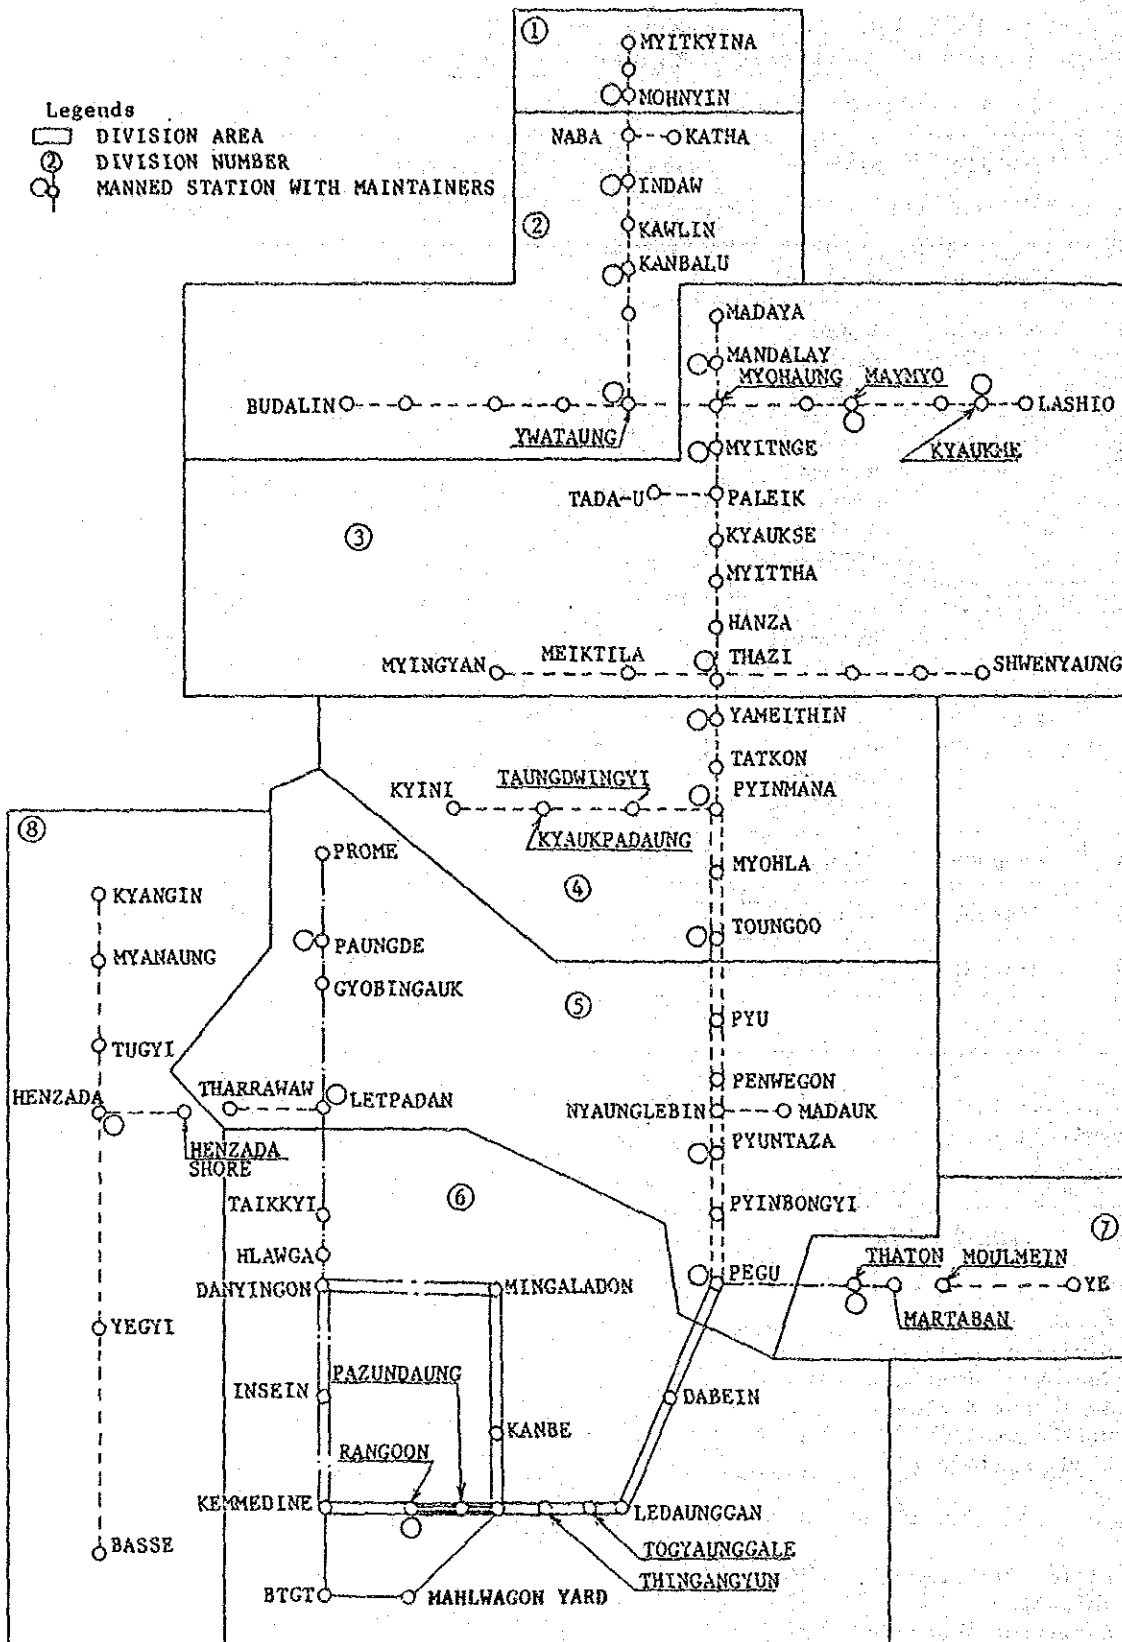 ①
MYITKYINA
MOHNYIN
Legends
DIVISION AREA
② DIVISION NUMBER
MANNED STATION WITH MAINTAINERS
NABA
KATHA
INDAW
②
KAWLIN
KANBALU
MADAYA
MANDALAY
MYOHAUNG
MAYMYO
BUDALIN
LASHIO
YWATAUNG
MYITNGE
KYAUKME
TADA-U
PALEIK
③
KYAUKSE
MYITTHA
HANZA
MYINGYAN
MEIKTILA
THAZI
SHWENYAUNG
YAMEITHIN
TATKON
TAUNGDWINGYI
KYINI
PYINMANA
⑧
KYAUKPADAUNG
PROME
MYOHLA
④
KYANGIN
TOUNGOO
PAUNGDE
MYANAUNG
GYOBINGAUK
⑤
PYU
TUGYI
PENWEGON
HENZADA
THARRAWAW
LETPADAN
NYAUNGLEBIN
MADAUK
HENZADA
SHORE
PYUNTAZA
⑥
TAIKKYI
PYINBONGYI
⑦
HLAWGA
THATON
MOULMEIN
DANYINGON
MINGALADON
PEGU
YE
MARTABAN
YEGYI
PAZUNDAUNG
INSEIN
DABEIN
KANBE
RANGOON
KEMMEDINE
LEDAUNGGAN
BASSE
TOGYAUNGGALE
THINGANGYUN
BTGT
MAHLWAGON YARD